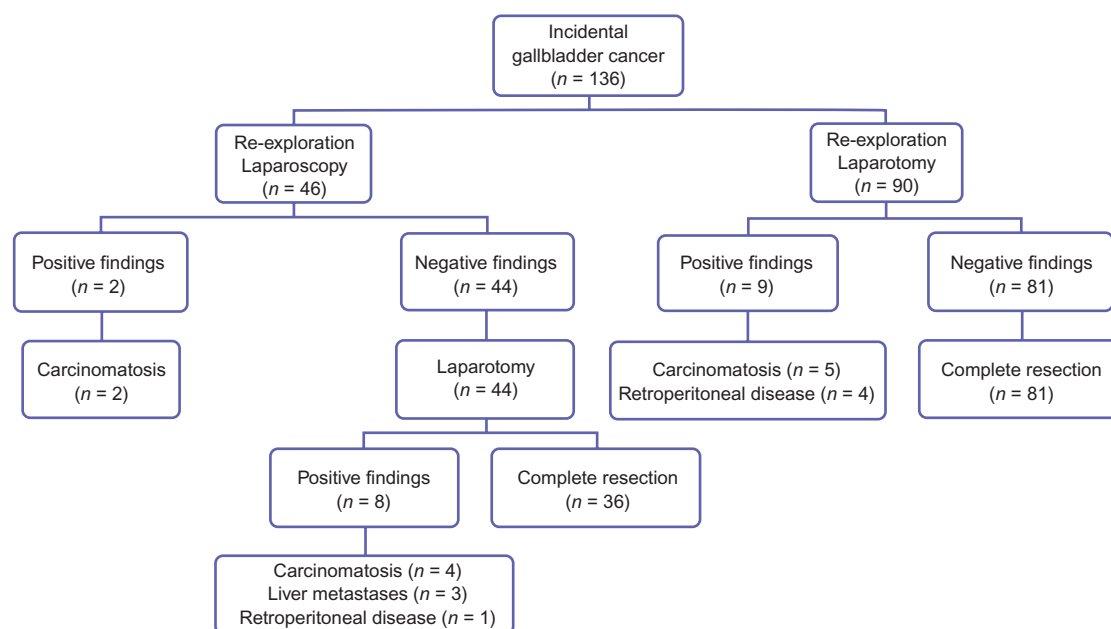 Incidental
gallbladder cancer
(n = 136)
Re-exploration
Laparoscopy
(n = 46)
Re-exploration
Laparotomy
(n = 90)
Positive findings
(n = 2)
Negative findings
(n = 44)
Positive findings
(n = 9)
Negative findings
(n = 81)
Carcinomatosis
(n = 2)
Laparotomy
(n = 44)
Carcinomatosis (n = 5)
Retroperitoneal disease (n = 4)
Complete resection
(n = 81)
Positive findings
(n = 8)
Complete resection
(n = 36)
Carcinomatosis (n = 4)
Liver metastases (n = 3)
Retroperitoneal disease (n = 1)